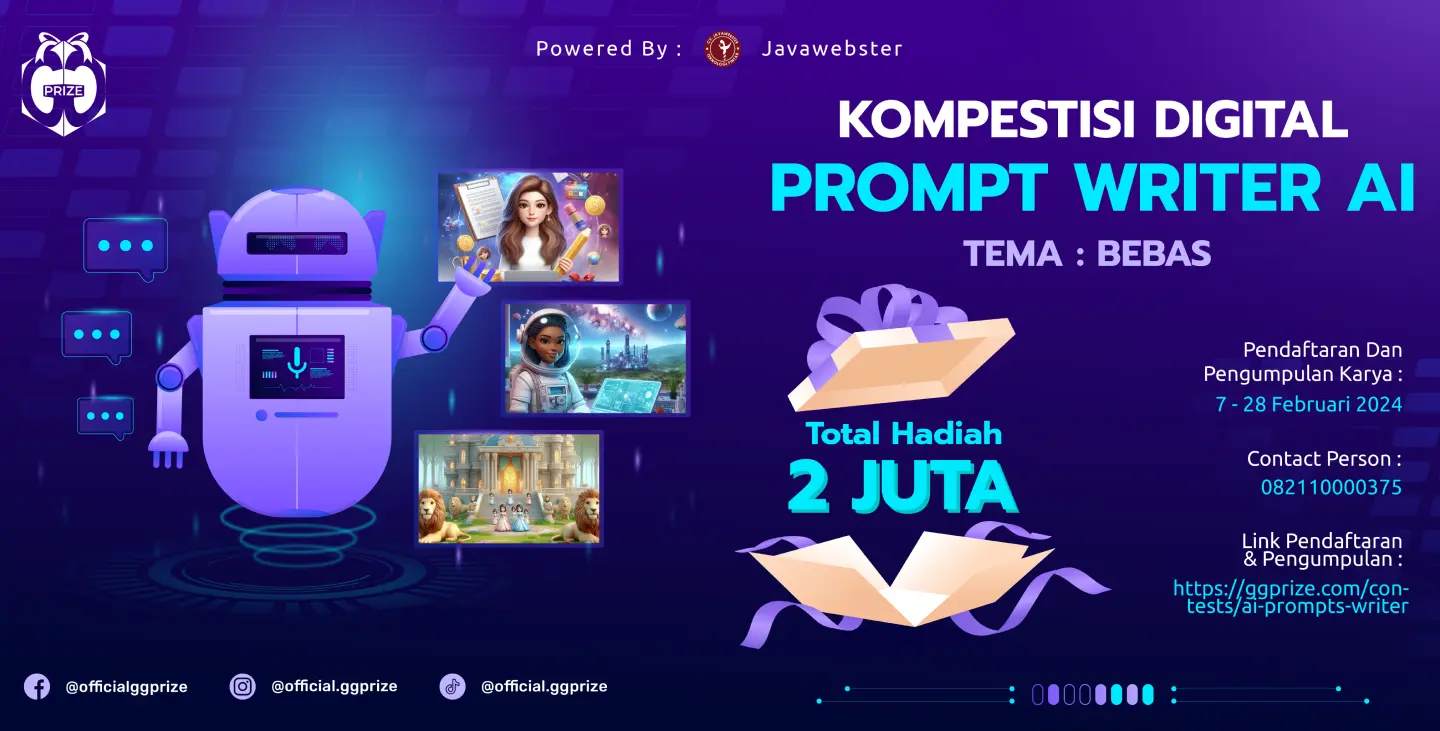 PRIZE
Powered By : Javawebster
KOMPESTISI DIGITAL
PROMPT WRITER AI
TEMA : BEBAS
Total Hadiah
2 JUTA
Pendaftaran Dan
Pengumpulan Karya :
7 - 28 Februari 2024
Contact Person :
082110000375
Link Pendaftaran
& Pengumpulan :
https://ggprize.com/con-
tests/ai-prompts-writer
@officialggprize
@official.ggprize
@official.ggprize